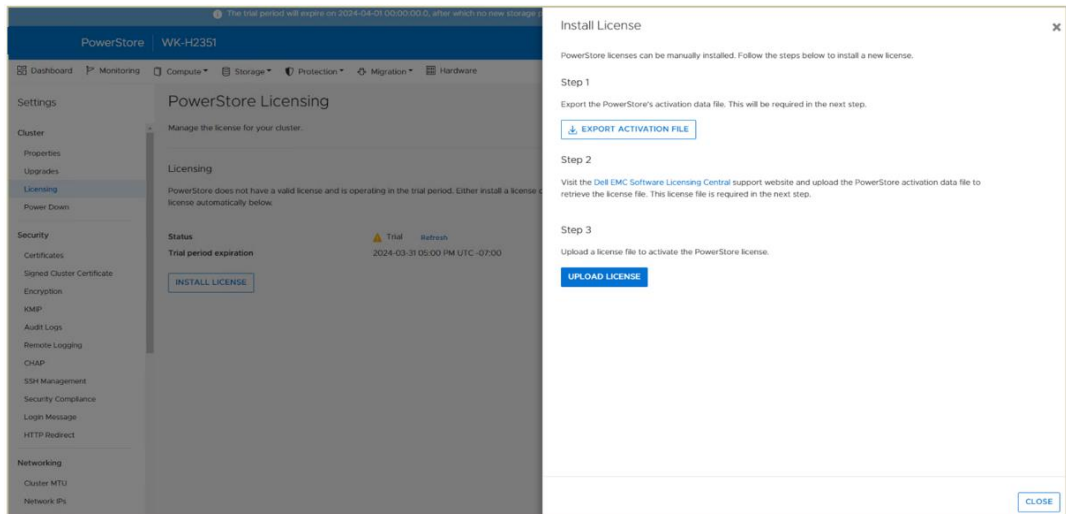 The trial period will expire on 2024-04-01 00:00:00.0, after which no new storage
PowerStore | WK-H2351
Dashboard Monitoring Compute Storage Protection Migration Hardware
Settings
Cluster
Properties
Upgrades
Licensing
Power Down
Security
Certificates
Signed Cluster Certificate
Encryption
KMIP
Audit Logs
Remote Logging
CHAP
SSH Management
Security Compliance
Login Message
HTTP Redirect
Networking
Cluster MTU
Network IPs
PowerStore Licensing
Manage the license for your cluster.
Licensing
PowerStore does not have a valid license and is operating in the trial period. Either install a license
license automatically below.
Status Trial Refresh
Trial period expiration 2024-03-31 05:00 PM UTC -07:00
INSTALL LICENSE
Install License
PowerStore licenses can be manually installed. Follow the steps below to install a new license.
Step 1
Export the PowerStore's activation data file. This will be required in the next step.
EXPORT ACTIVATION FILE
Step 2
Visit the Dell EMC Software Licensing Central support website and upload the PowerStore activation data file to
retrieve the license file. This license file is required in the next step.
Step 3
Upload a license file to activate the PowerStore license.
UPLOAD LICENSE
CLOSE